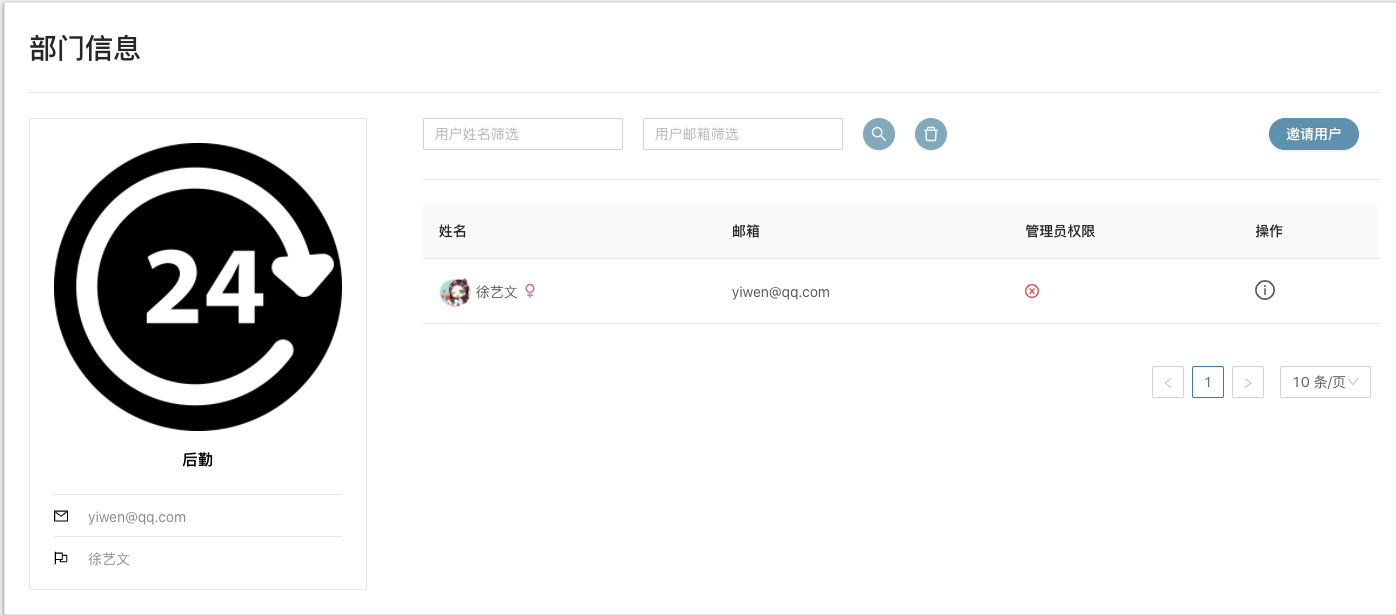 部门信息
用户姓名筛选
用户邮箱筛选
邀请用户
24
后勤
yiwen@qq.com
徐艺文
姓名 邮箱 管理员权限 操作
徐艺文 yiwen@qq.com
1 10 条/页